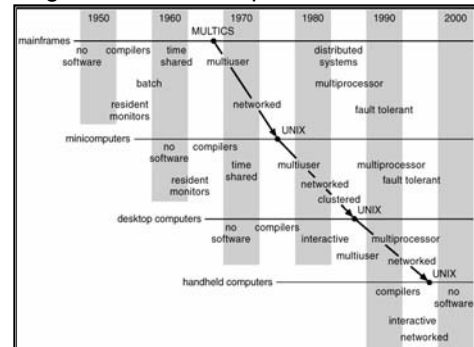 1950 1960 1970 1980 1990 2000
MULTICS
mainframes
no software compilers time shared multiuser distributed systems
batch multiprocessor
resident monitors networked fault tolerant
UNIX
minicomputers
no software compilers
time shared multiuser multiprocessor
resident monitors networked fault tolerant
clustered
UNIX
desktop computers
no software compilers interactive multiprocessor
multiuser networked
UNIX
handheld computers
compilers no software
interactive
networked